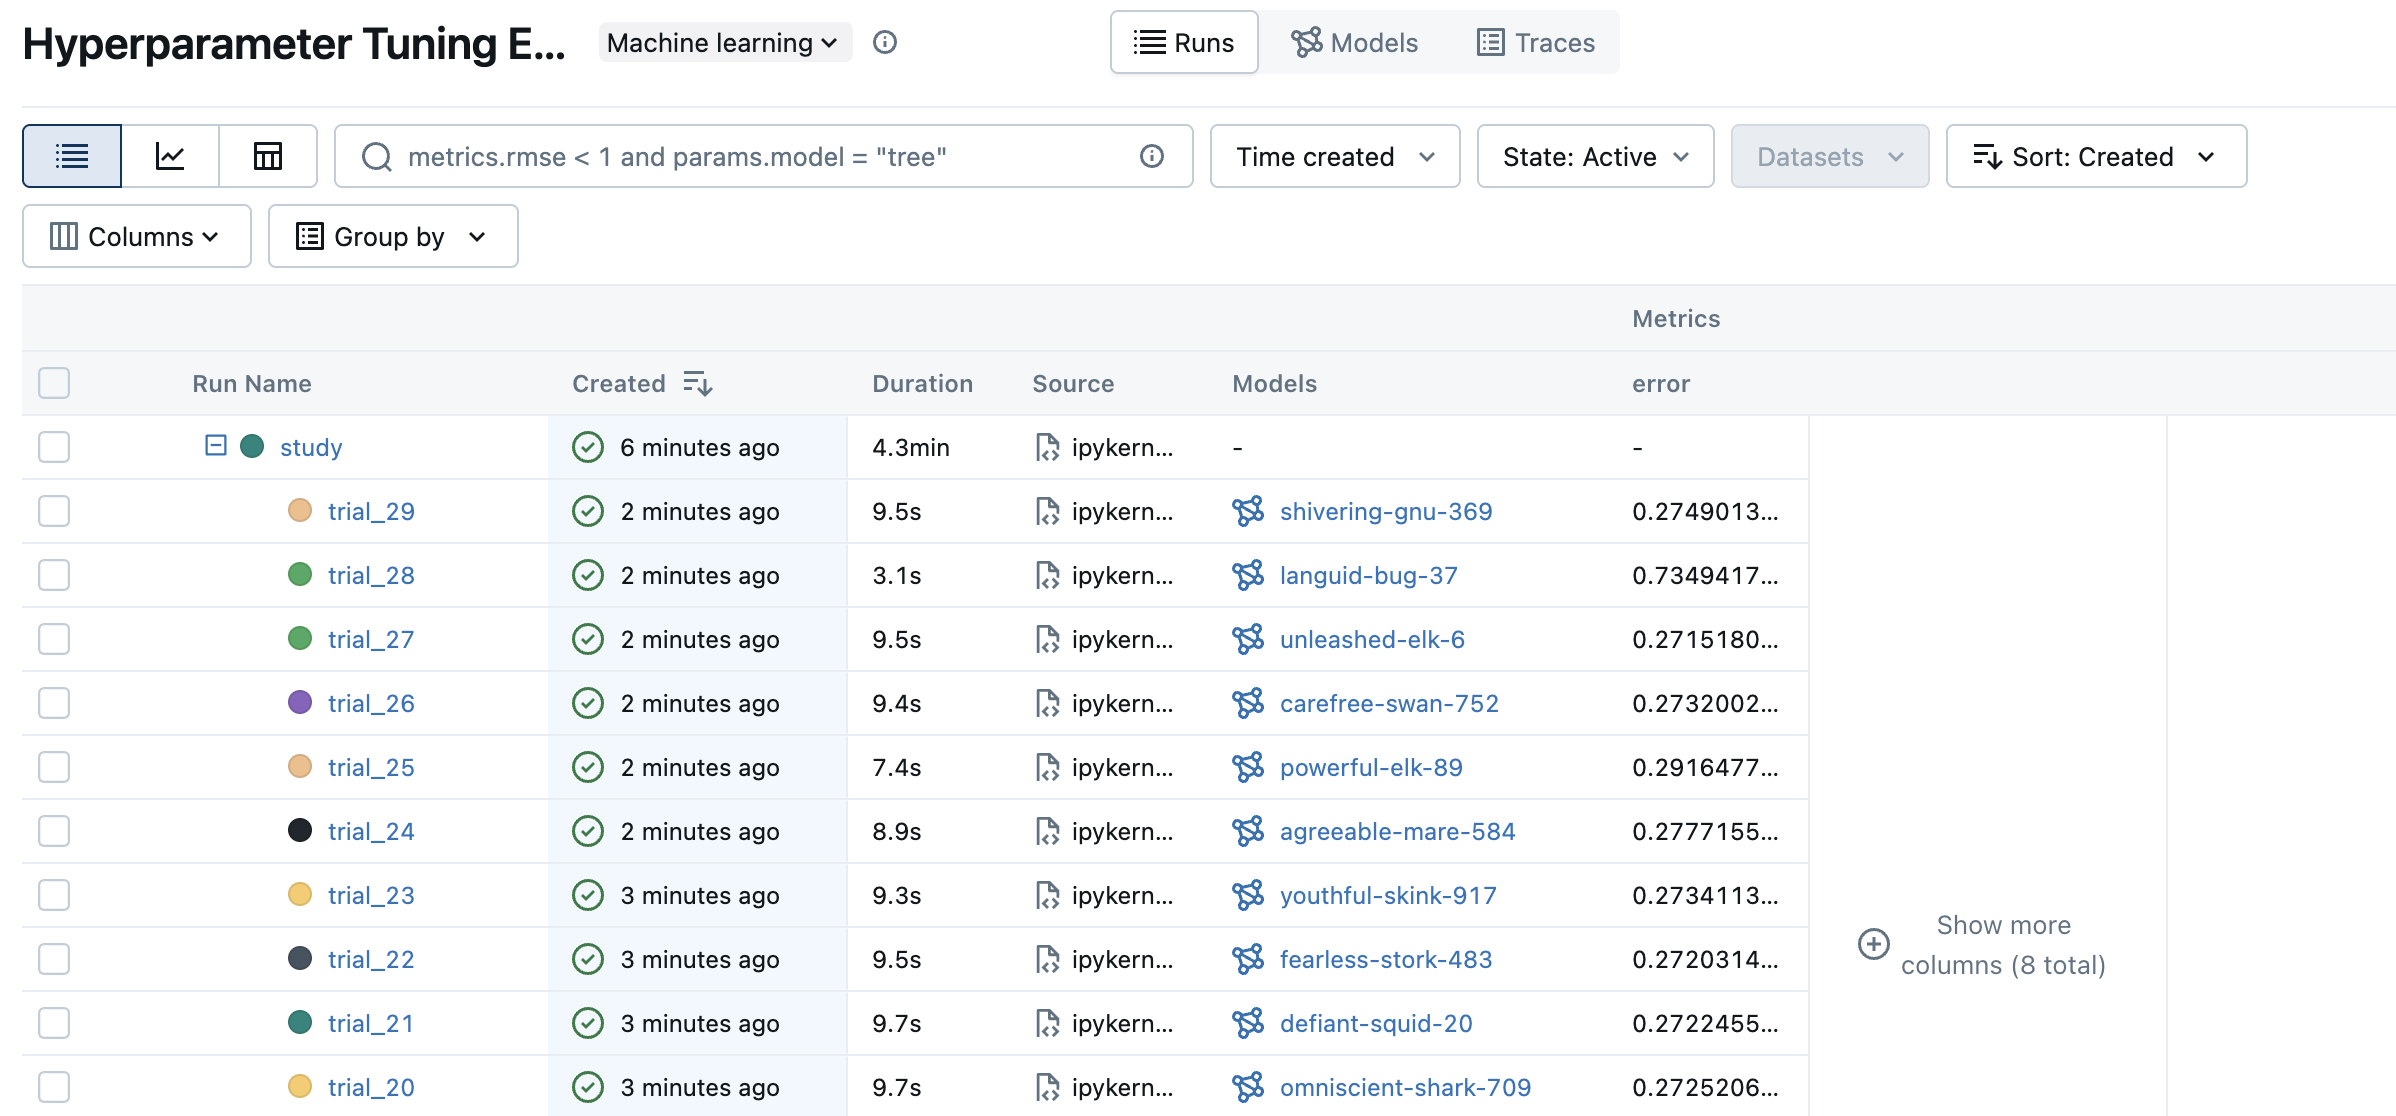 Hyperparameter Tuning E... Machine learning Runs Models Traces
metrics.rmse < 1 and params.model = "tree" Time created State: Active Datasets Sort: Created
Columns Group by
Metrics
Run Name Created Duration Source Models error
study 6 minutes ago 4.3min ipykern... - -
trial_29 2 minutes ago 9.5s ipykern... shivering-gnu-369 0.2749013...
trial_28 2 minutes ago 3.1s ipykern... languid-bug-37 0.7349417...
trial_27 2 minutes ago 9.5s ipykern... unleashed-elk-6 0.2715180...
trial_26 2 minutes ago 9.4s ipykern... carefree-swan-752 0.2732002...
trial_25 2 minutes ago 7.4s ipykern... powerful-elk-89 0.2916477...
trial_24 2 minutes ago 8.9s ipykern... agreeable-mare-584 0.2777155...
trial_23 3 minutes ago 9.3s ipykern... youthful-skink-917 0.2734113...
trial_22 3 minutes ago 9.5s ipykern... fearless-stork-483 0.2720314...
trial_21 3 minutes ago 9.7s ipykern... defiant-squid-20 0.2722455...
trial_20 3 minutes ago 9.7s ipykern... omniscient-shark-709 0.2725206...
Show more
columns (8 total)